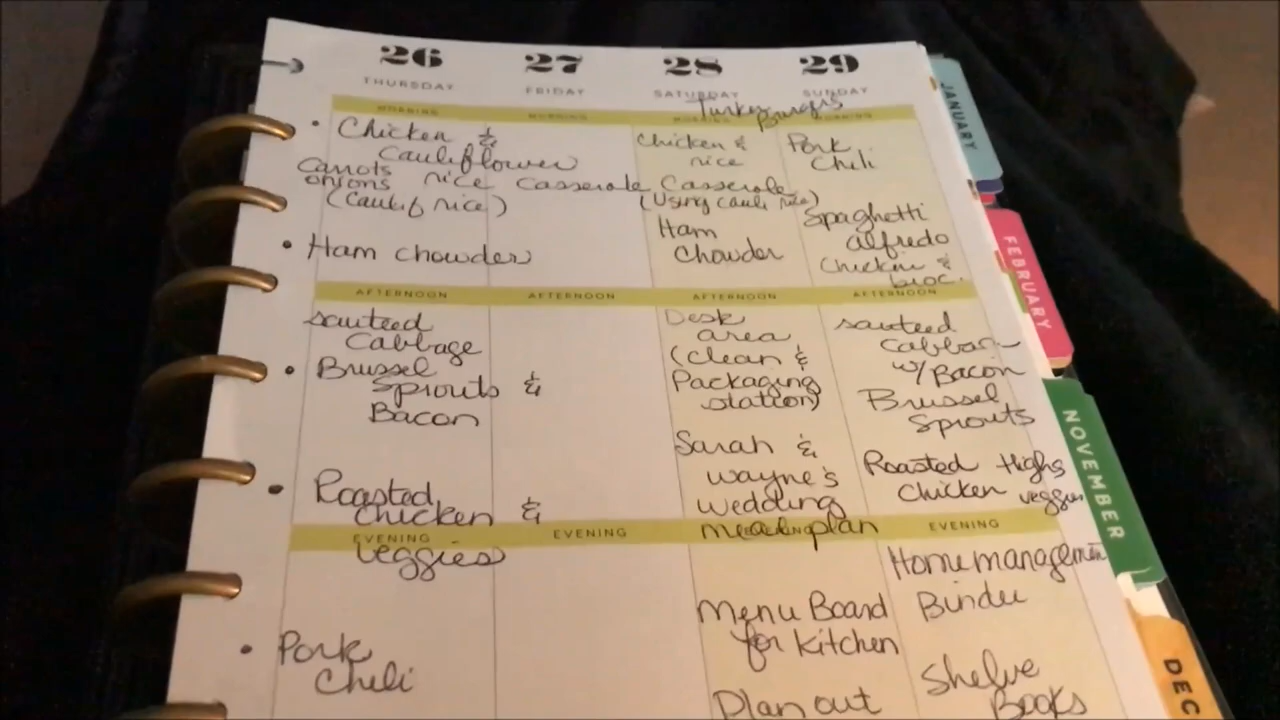 26 27 28 29
THURSDAY FRIDAY SATURDAY SUNDAY
Turkey Burgers
MORNING MORNING MORNING MORNING
Chicken &
Cauliflower
Carrots
onions rice casserole
(Caulif rice)
Ham chowder
Chicken &
rice
Casserole
(Using cauli rice)
Ham
Chowder
Pork
Chili
Spaghetti
alfredo
Chicken &
broc.
AFTERNOON AFTERNOON AFTERNOON AFTERNOON
sauteed
Cabbage
Brussel
Sprouts &
Bacon
Roasted
Chicken &
Desk
area
(clean &
Packaging
station)
Sarah &
Wayne's
wedding
meal plan
sauteed
Cabbage
w/ Bacon
Brussel
Sprouts
Roasted thighs
Chicken veggies
EVENING EVENING EVENING
Veggies
Pork
Chili
Menu Board
for Kitchen
Plan out
Home management
Binder
Shelve
Books
JANUARY
FEBRUARY
NOVEMBER
DEC